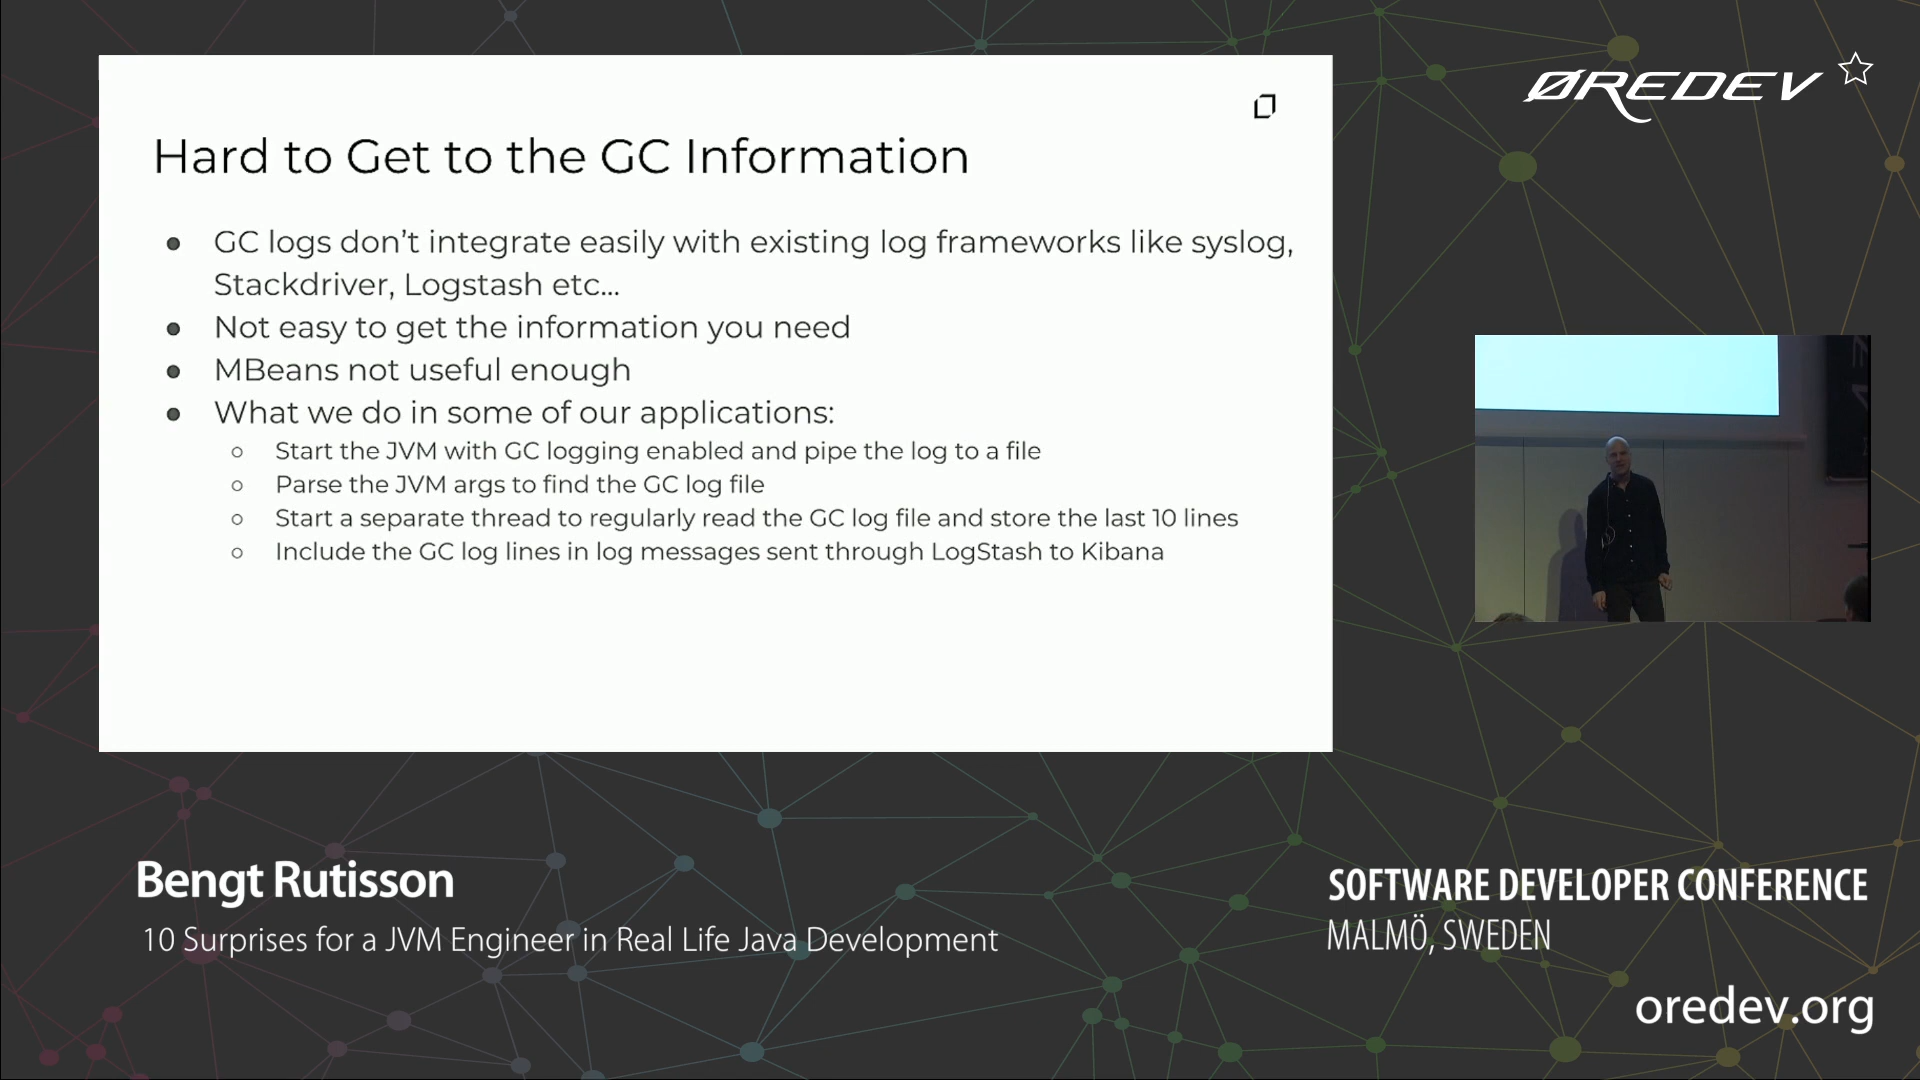 ØREDEV
Hard to Get to the GC Information
● GC logs don’t integrate easily with existing log frameworks like syslog,
Stackdriver, Logstash etc...
● Not easy to get the information you need
● MBeans not useful enough
● What we do in some of our applications:
○ Start the JVM with GC logging enabled and pipe the log to a file
○ Parse the JVM args to find the GC log file
○ Start a separate thread to regularly read the GC log file and store the last 10 lines
○ Include the GC log lines in log messages sent through LogStash to Kibana
Bengt Rutisson
10 Surprises for a JVM Engineer in Real Life Java Development
SOFTWARE DEVELOPER CONFERENCE
MALMÖ, SWEDEN
oredev.org